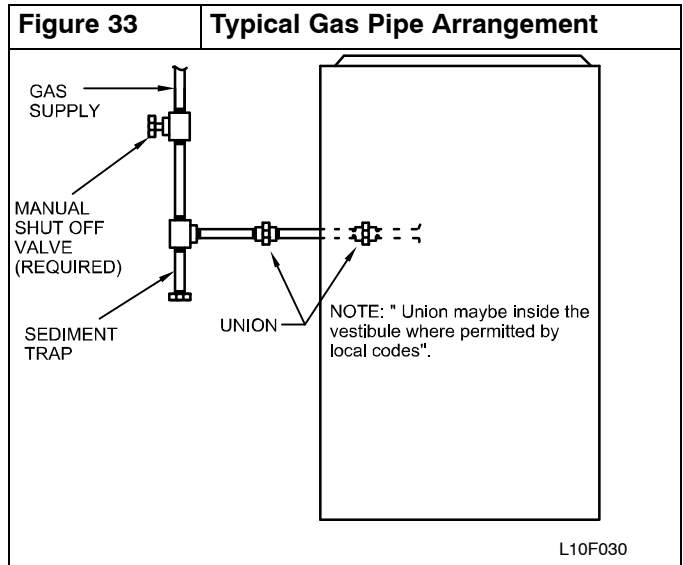 Figure 33
Typical Gas Pipe Arrangement
GAS
SUPPLY
MANUAL
SHUT OFF
VALVE
(REQUIRED)
SEDIMENT
TRAP
UNION
NOTE: " Union maybe inside the
vestibule where permitted by
local codes".
L10F030